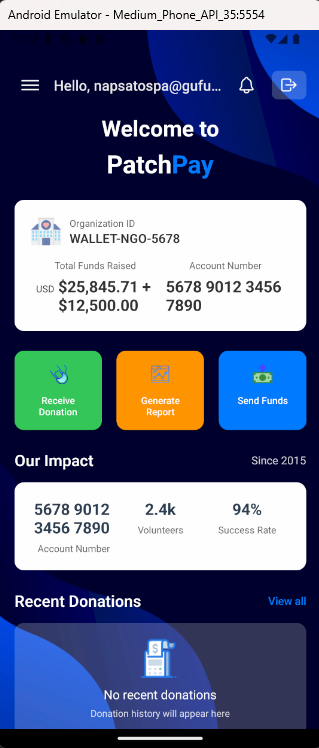 Android Emulator - Medium_Phone_API_35:5554
Hello, napsatospa@gufu...
Welcome to
PatchPay
Organization ID
WALLET-NGO-5678
Total Funds Raised
Account Number
USD $25,845.71 +
$12,500.00
5678 9012 3456
7890
Receive
Donation
Generate
Report
Send Funds
Our Impact
Since 2015
5678 9012
3456 7890
Account Number
2.4k
Volunteers
94%
Success Rate
Recent Donations
View all
No recent donations
Donation history will appear here